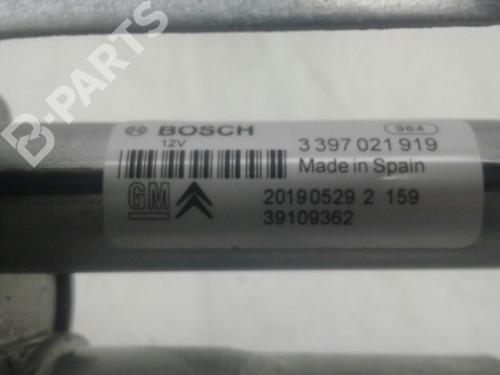 B-PARTS
BOSCH
12V
964
3 397 021 919
Made in Spain
GM
20190529 2 159
39109362